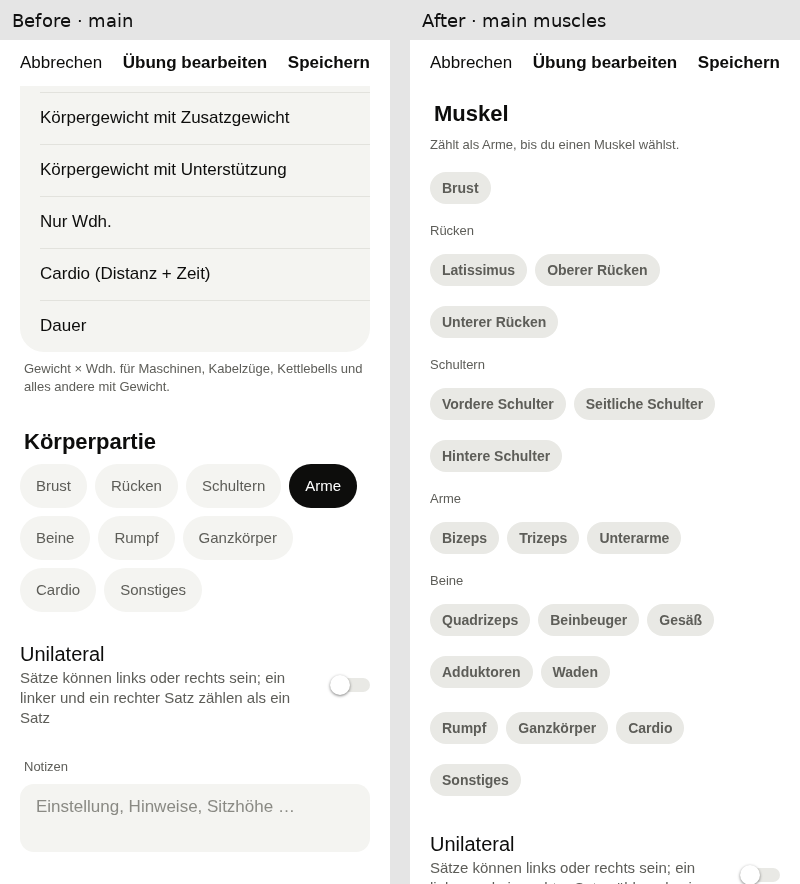 Before · main
Abbrechen Übung bearbeiten Speichern
Körpergewicht mit Zusatzgewicht
Körpergewicht mit Unterstützung
Nur Wdh.
Cardio (Distanz + Zeit)
Dauer
Gewicht × Wdh. für Maschinen, Kabelzüge, Kettlebells und
alles andere mit Gewicht.
Körperpartie
Brust Rücken Schultern Arme
Beine Rumpf Ganzkörper
Cardio Sonstiges
Unilateral
Sätze können links oder rechts sein; ein
linker und ein rechter Satz zählen als ein
Satz
Notizen
Einstellung, Hinweise, Sitzhöhe …
After · main muscles
Abbrechen Übung bearbeiten Speichern
Muskel
Zählt als Arme, bis du einen Muskel wählst.
Brust
Rücken
Latissimus Oberer Rücken
Unterer Rücken
Schultern
Vordere Schulter Seitliche Schulter
Hintere Schulter
Arme
Bizeps Trizeps Unterarme
Beine
Quadrizeps Beinbeuger Gesäß
Adduktoren Waden
Rumpf Ganzkörper Cardio
Sonstiges
Unilateral
Sätze können links oder rechts sein; ein